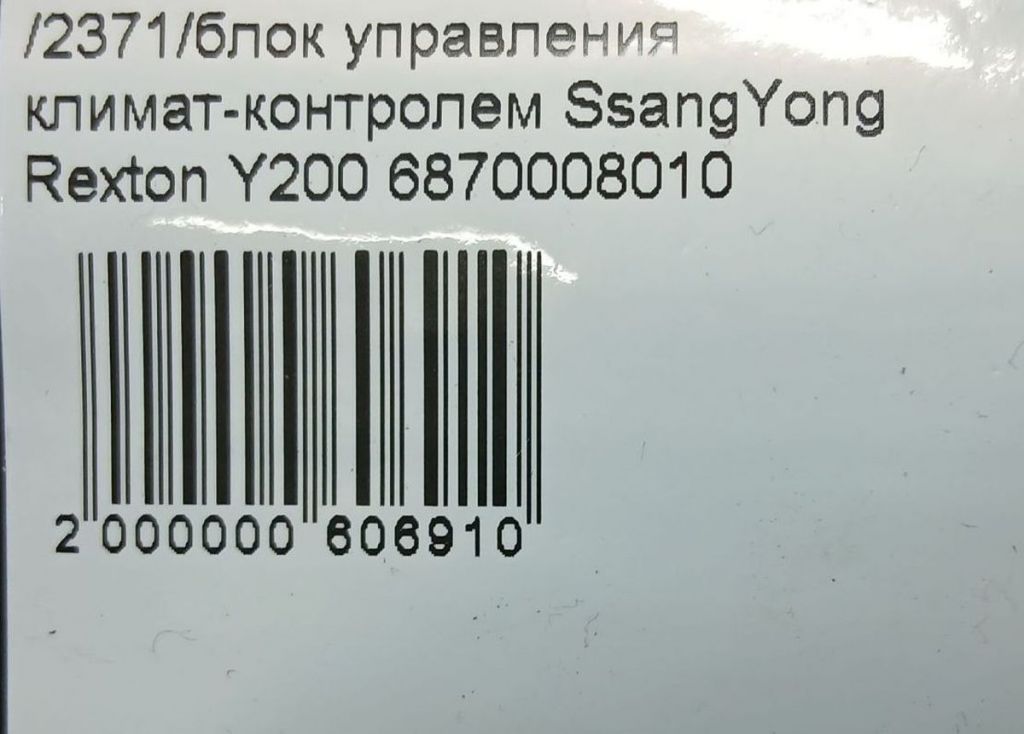 /2371/блок управления
климат-контролем SsangYong
Rexton Y200 6870008010
2 000000 606910